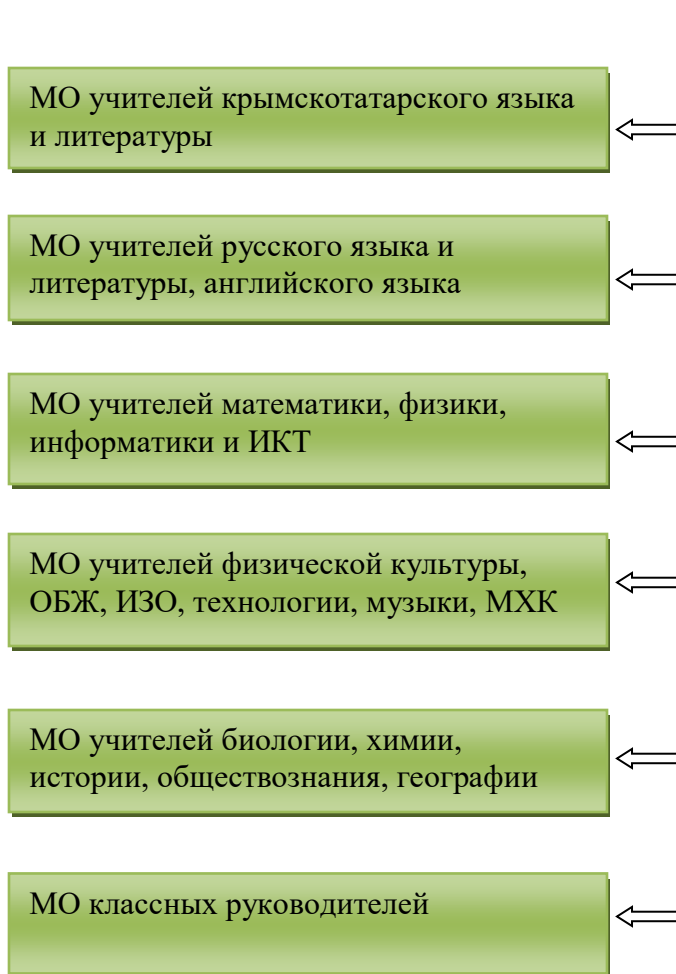 МО учителей крымскотатарского языка
и литературы
МО учителей русского языка и
литературы, английского языка
МО учителей математики, физики,
информатики и ИКТ
МО учителей физической культуры,
ОБЖ, ИЗО, технологии, музыки, МХК
МО учителей биологии, химии,
истории, обществознания, географии
МО классных руководителей